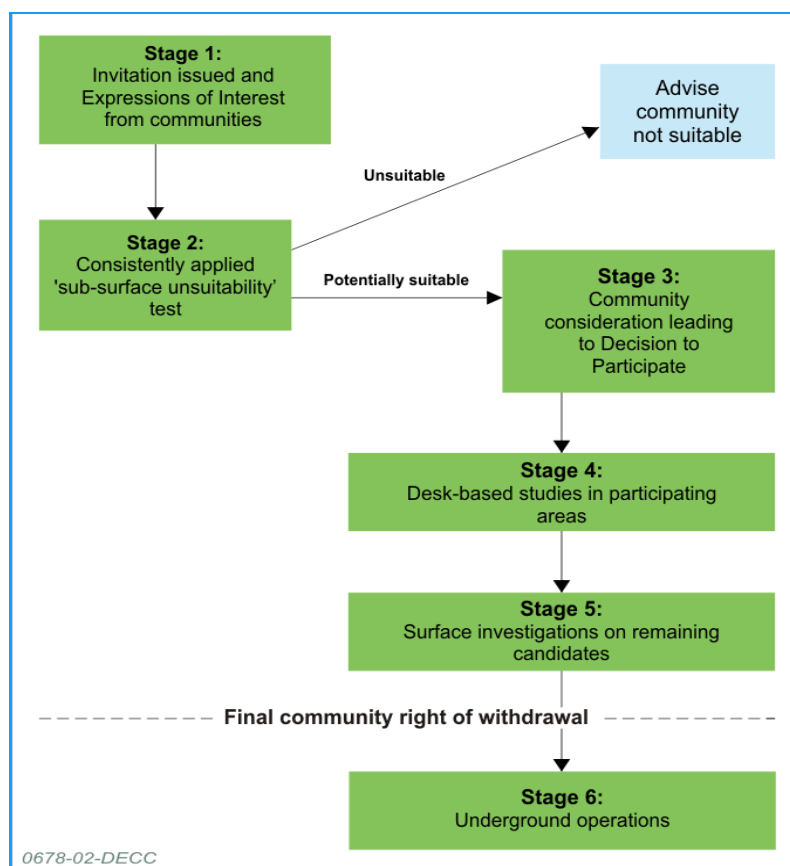 Stage 1:
Invitation issued and
Expressions of Interest
from communities
Advise
community
not suitable
Unsuitable
Stage 2:
Consistently applied
'sub-surface unsuitability’
test
Potentially suitable
Stage 3:
Community
consideration leading
to Decision to
Participate
Stage 4:
Desk-based studies in participating
areas
Stage 5:
Surface investigations on remaining
candidates
Final community right of withdrawal
Stage 6:
Underground operations
0678-02-DECC